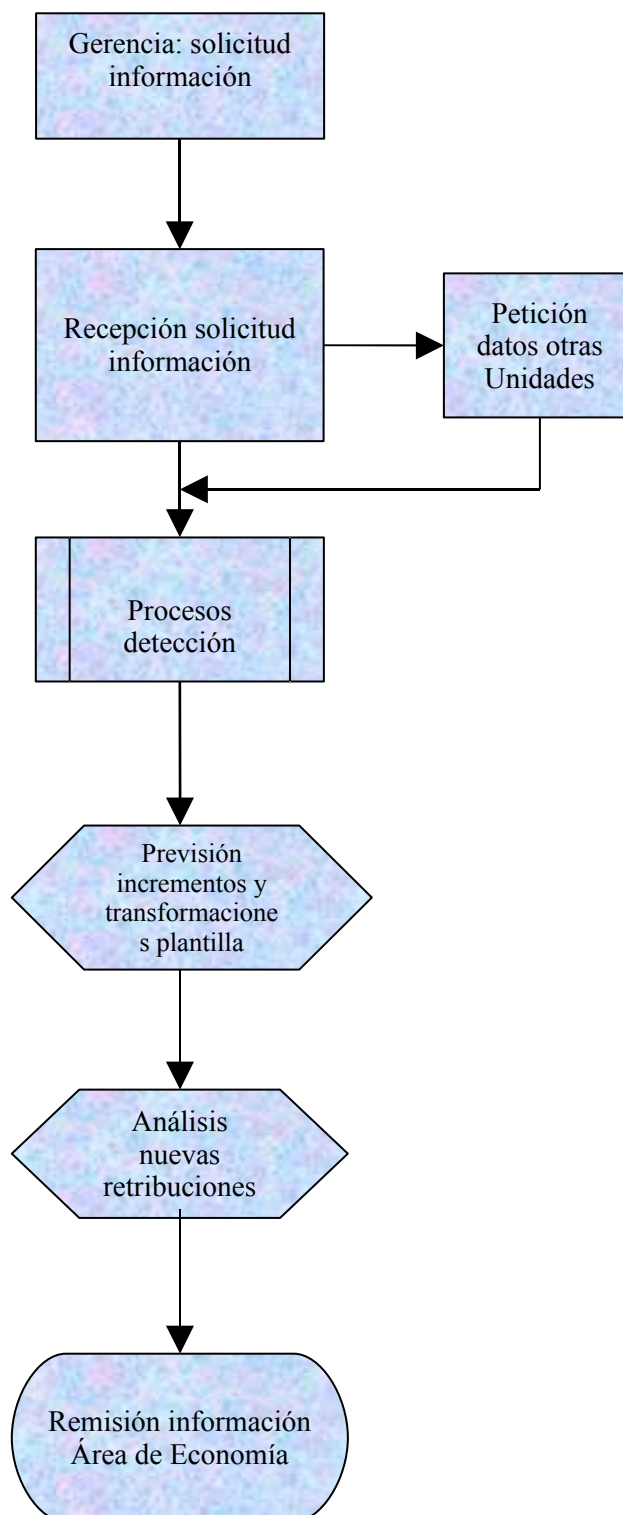 Gerencia: solicitud
información
Recepción solicitud
información
Petición
datos otras
Unidades
Procesos
detección
Previsión
incrementos y
transformacione
s plantilla
Análisis
nuevas
retribuciones
Remisión información
Área de Economía